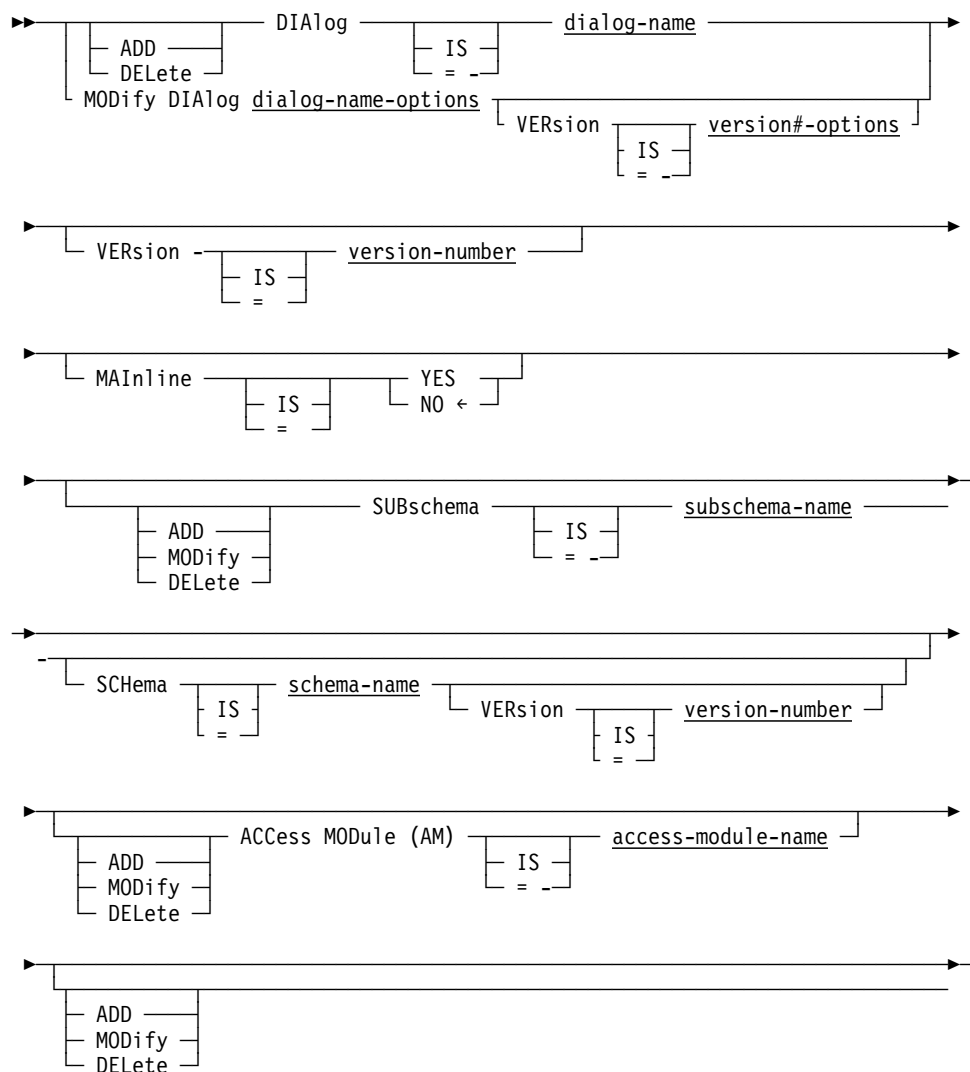 DIAlog dialog-name
ADD IS
DELete =
MODify DIAlog dialog-name-options
VERsion version#-options
IS
=
VERsion version-number
IS
=
MAInline YES
IS NO ←
=
SUBschema subschema-name
ADD IS
MODify =
DELete
SCHema schema-name
IS VERsion version-number
= IS
=
ACCess MODule (AM) access-module-name
ADD IS
MODify =
DELete
ADD
MODify
DELete